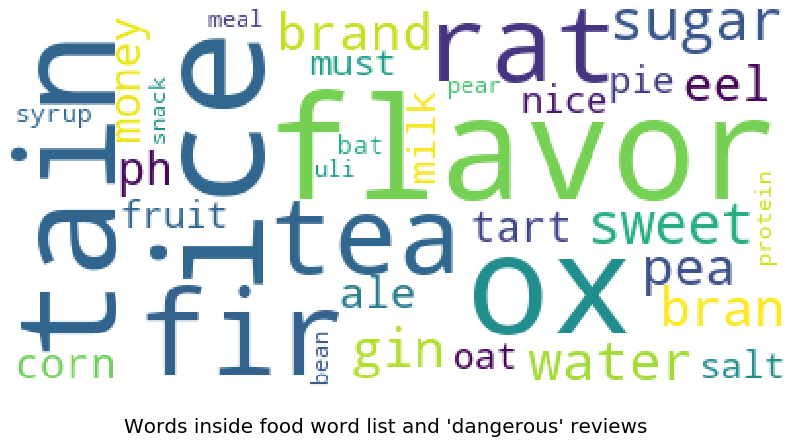 meal
brand
rat
sugar
money
must
pie
eel
tain
ice
pear
nice
syrup
snack
flavor
milk
bat
ph
uli
fruit
tea
tart
sweet
protein
pea
ox
ale
bran
fir
gin
oat
water
salt
corn
bean
Words inside food word list and 'dangerous' reviews